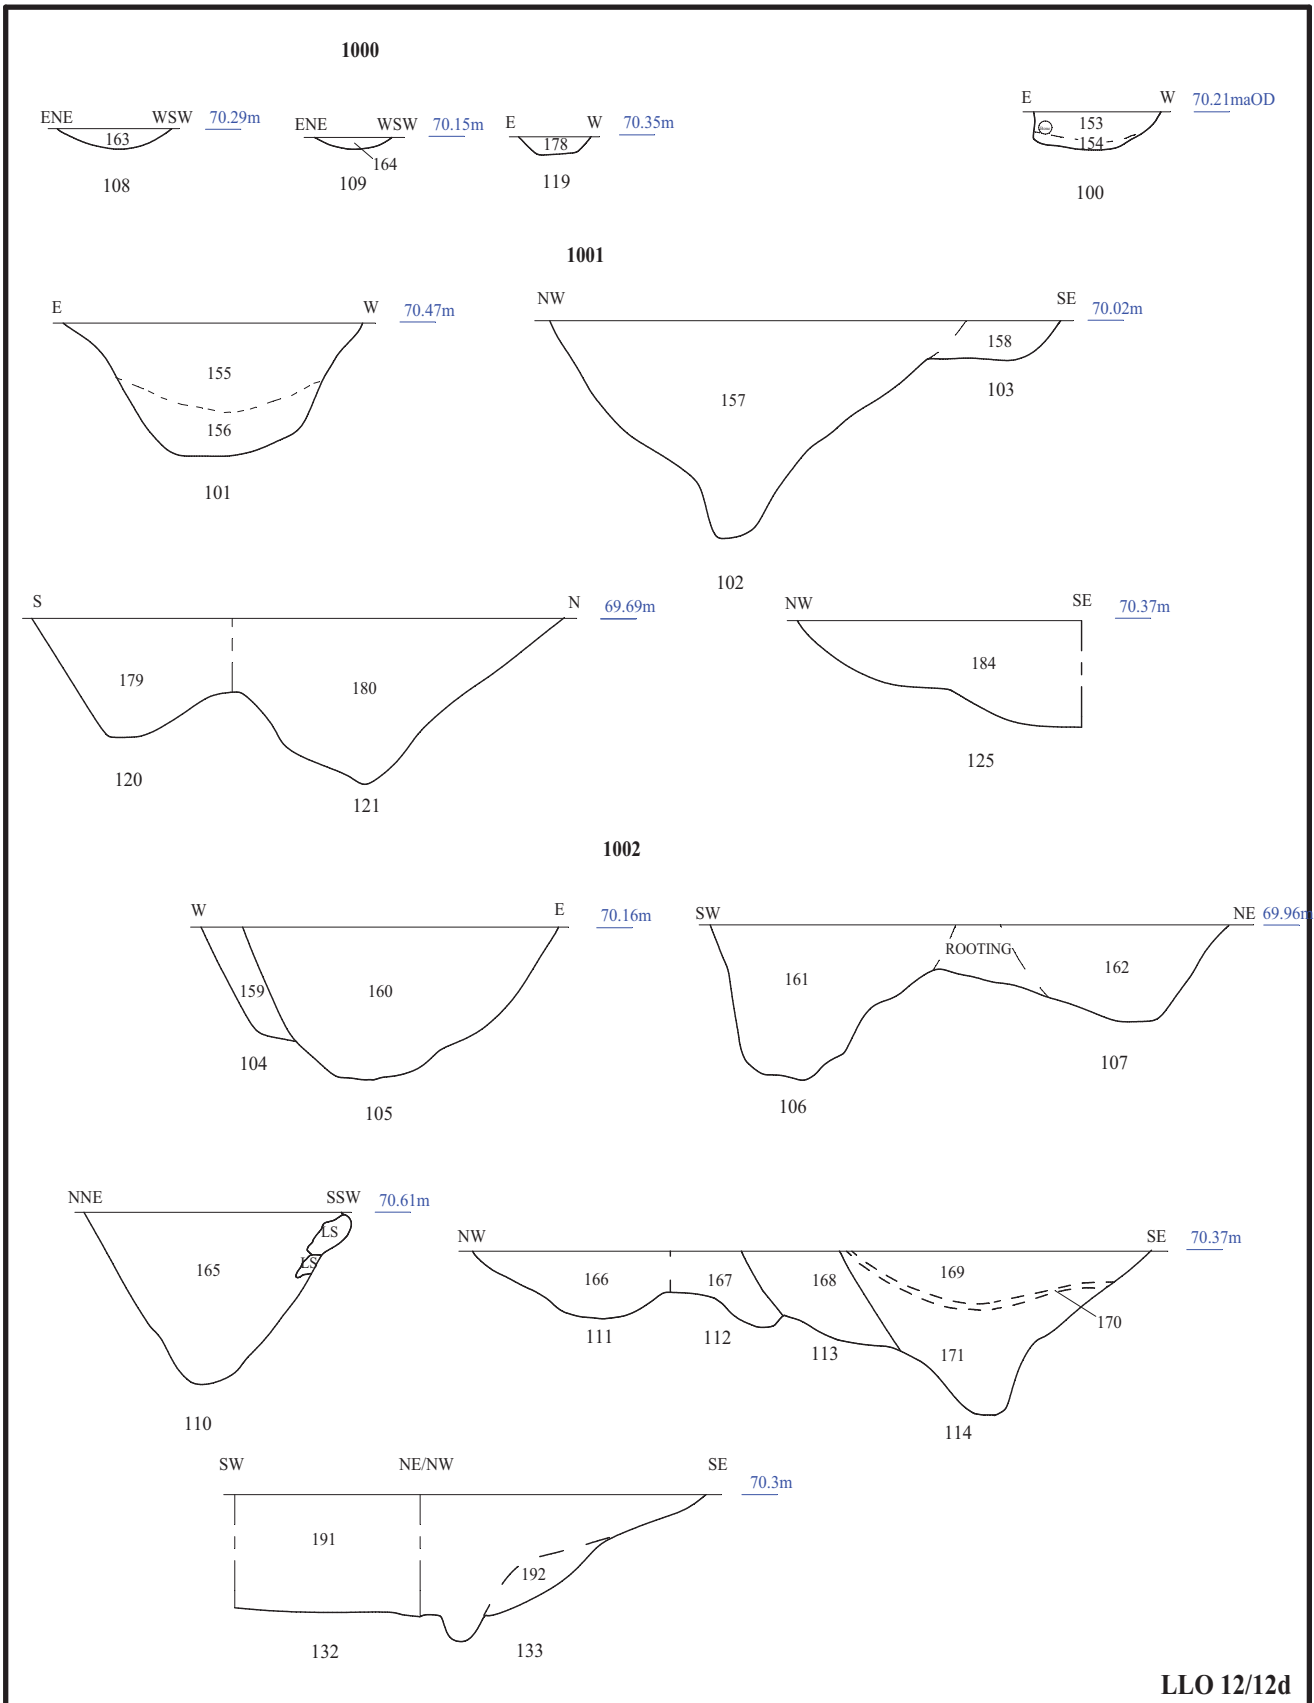 1000
ENE WSW 70.29m
163
108
ENE WSW 70.15m
164
109
E W 70.35m
178
119
E W 70.21maOD
153
154
100
1001
E W 70.47m
155
156
101
NW SE 70.02m
158
103
157
102
S N 69.69m
179 180
120
121
NW SE 70.37m
184
125
1002
W E 70.16m
159 160
104
105
SW NE 69.96m
ROOTING
161 162
107
106
NNE SSW 70.61m
LS
LS
165
110
NW SE 70.37m
166 167 168 169
170
171
111 112 113
114
SW NE/NW SE 70.3m
191
192
132 133
LLO 12/12d